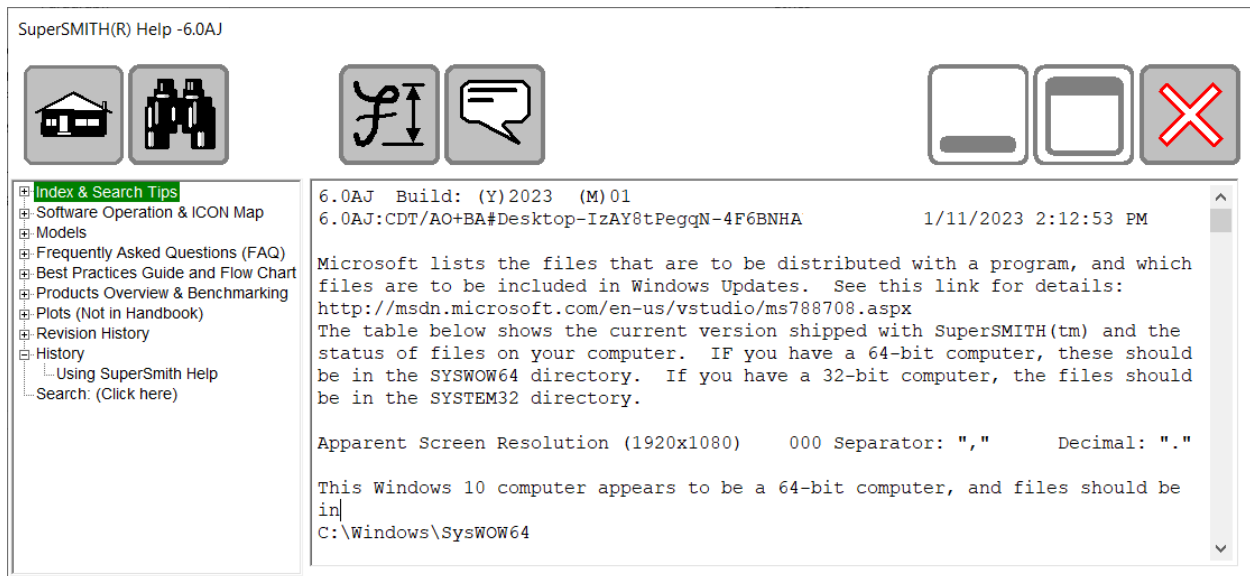 SuperSMITH(R) Help -6.0AJ
Index & Search Tips
Software Operation & ICON Map
Models
Frequently Asked Questions (FAQ)
Best Practices Guide and Flow Chart
Products Overview & Benchmarking
Plots (Not in Handbook)
Revision History
History
Using SuperSmith Help
Search: (Click here)
6.0AJ  Build: (Y)2023  (M)01
6.0AJ:CDT/AO+BA#Desktop-IzAY8tPegqN-4F6BNHA 1/11/2023 2:12:53 PM
Microsoft lists the files that are to be distributed with a program, and which
files are to be included in Windows Updates.  See this link for details:
http://msdn.microsoft.com/en-us/vstudio/ms788708.aspx
The table below shows the current version shipped with SuperSMITH(tm) and the
status of files on your computer.  IF you have a 64-bit computer, these should
be in the SYSWOW64 directory.  If you have a 32-bit computer, the files should
be in the SYSTEM32 directory.
Apparent Screen Resolution (1920x1080)    000 Separator: ","      Decimal: "."
This Windows 10 computer appears to be a 64-bit computer, and files should be
in
C:\Windows\SysWOW64